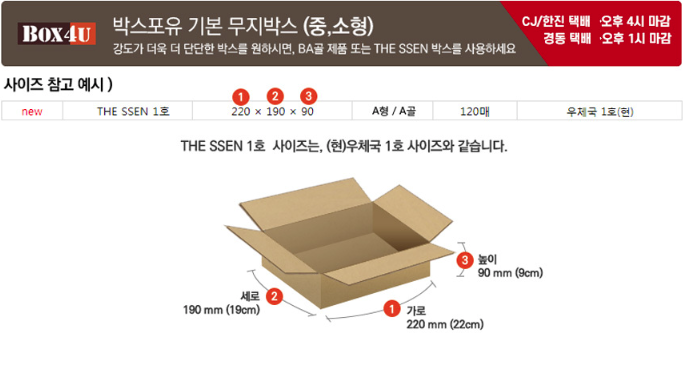 Box4U
박스포유 기본 무지박스 (중,소형)
강도가 더욱 더 단단한 박스를 원하시면, BA골 제품 또는 THE SSEN 박스를 사용하세요
CJ/한진 택배 ·오후 4시 마감
경동 택배 ·오후 1시 마감
사이즈 참고 예시 )
1 2 3
new THE SSEN 1호 220 × 190 × 90 A형 / A골 120매 우체국 1호(현)
THE SSEN 1호 사이즈는, (현)우체국 1호 사이즈와 같습니다.
3 높이
90 mm (9cm)
세로 2
190 mm (19cm)
1 가로
220 mm (22cm)